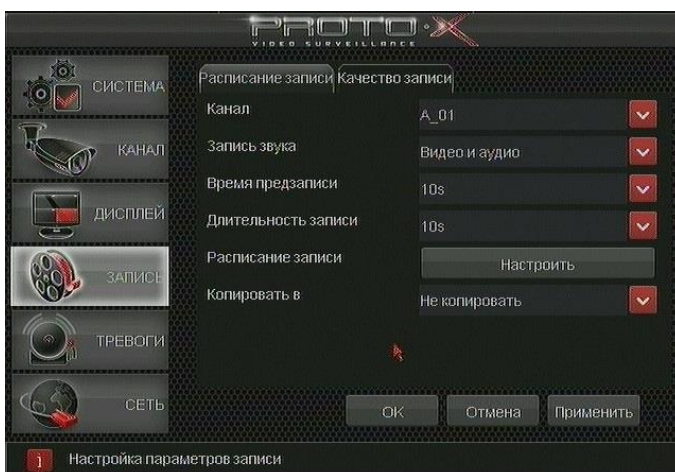 PROTO-X
VIDEO SURVEILLANCE
СИСТЕМА
КАНАЛ
ДИСПЛЕЙ
ЗАПИСЬ
ТРЕВОГИ
СЕТЬ
Расписание записи Качество записи
Канал A_01
Запись звука Видео и аудио
Время предзаписи 10s
Длительность записи 10s
Расписание записи Настроить
Копировать в Не копировать
OK Отмена Применить
Настройка параметров записи